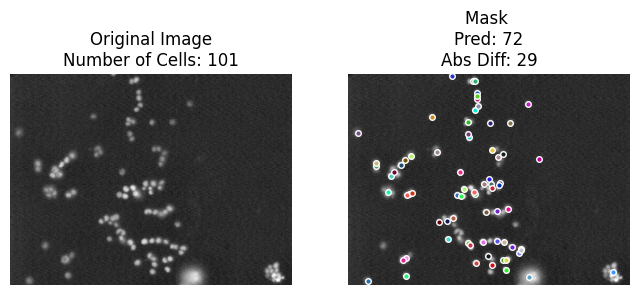 Original Image
Number of Cells: 101
Mask
Pred: 72
Abs Diff: 29